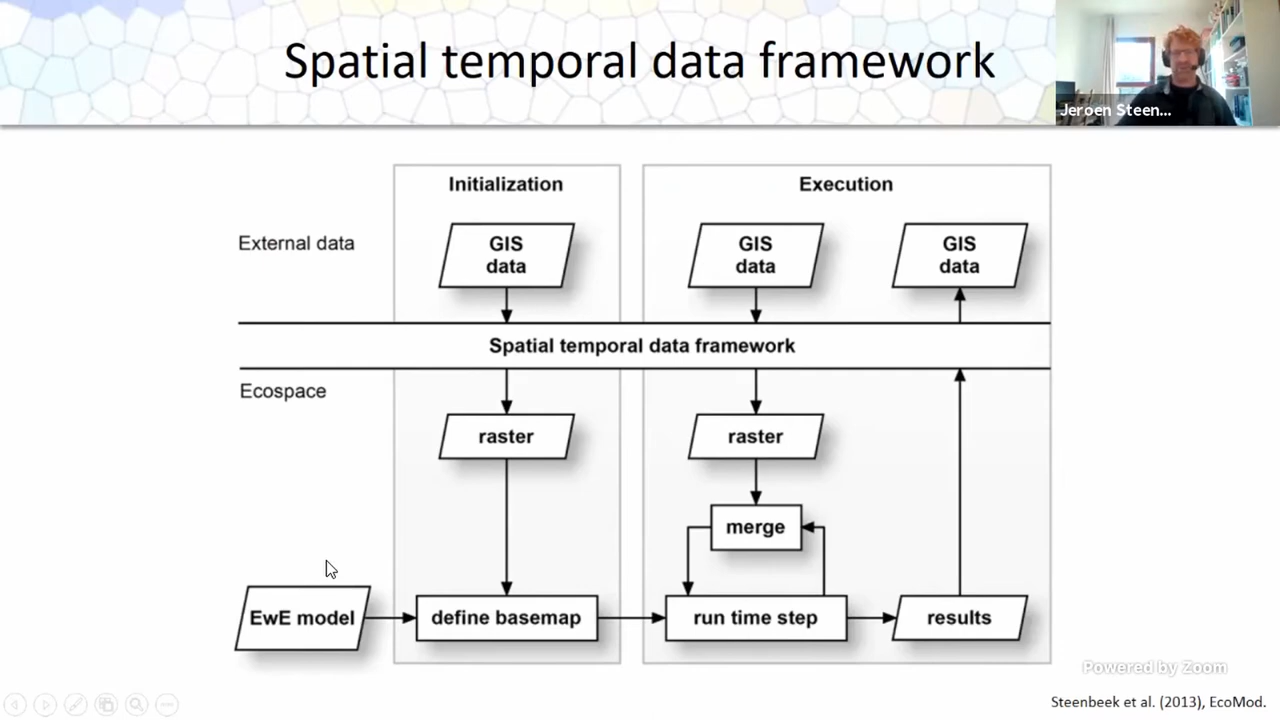 Spatial temporal data framework
Jeroen Steen...
Initialization
Execution
External data
GIS
data
GIS
data
GIS
data
Spatial temporal data framework
Ecospace
raster
raster
merge
EwE model
define basemap
run time step
results
Powered by Zoom
Steenbeek et al. (2013), EcoMod.